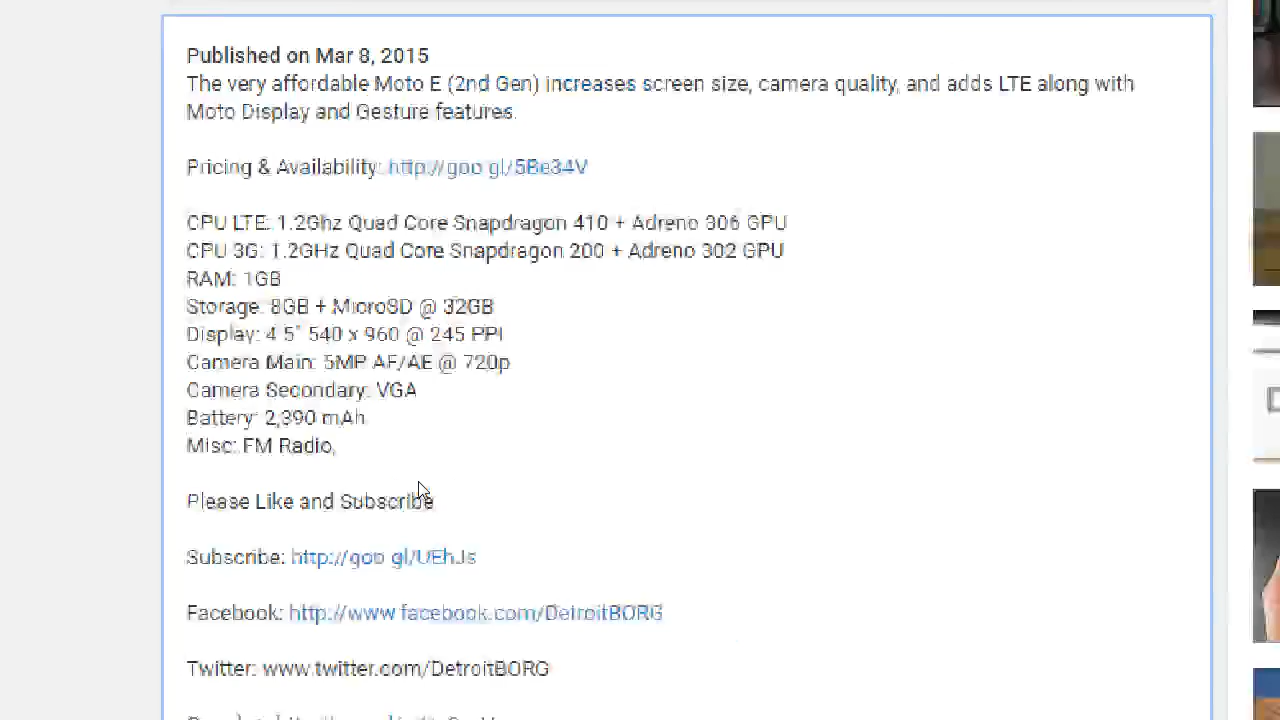 Published on Mar 8, 2015
The very affordable Moto E (2nd Gen) increases screen size, camera quality, and adds LTE along with
Moto Display and Gesture features.
Pricing & Availability: http://goo.gl/5Be34V
CPU LTE: 1.2Ghz Quad Core Snapdragon 410 + Adreno 306 GPU
CPU 3G: 1.2GHz Quad Core Snapdragon 200 + Adreno 302 GPU
RAM: 1GB
Storage: 8GB + MicroSD @ 32GB
Display: 4.5" 540 x 960 @ 245 PPI
Camera Main: 5MP AF/AE @ 720p
Camera Secondary: VGA
Battery: 2,390 mAh
Misc: FM Radio,
Please Like and Subscribe
Subscribe: http://goo.gl/UEhJs
Facebook: http://www.facebook.com/DetroitBORG
Twitter: www.twitter.com/DetroitBORG